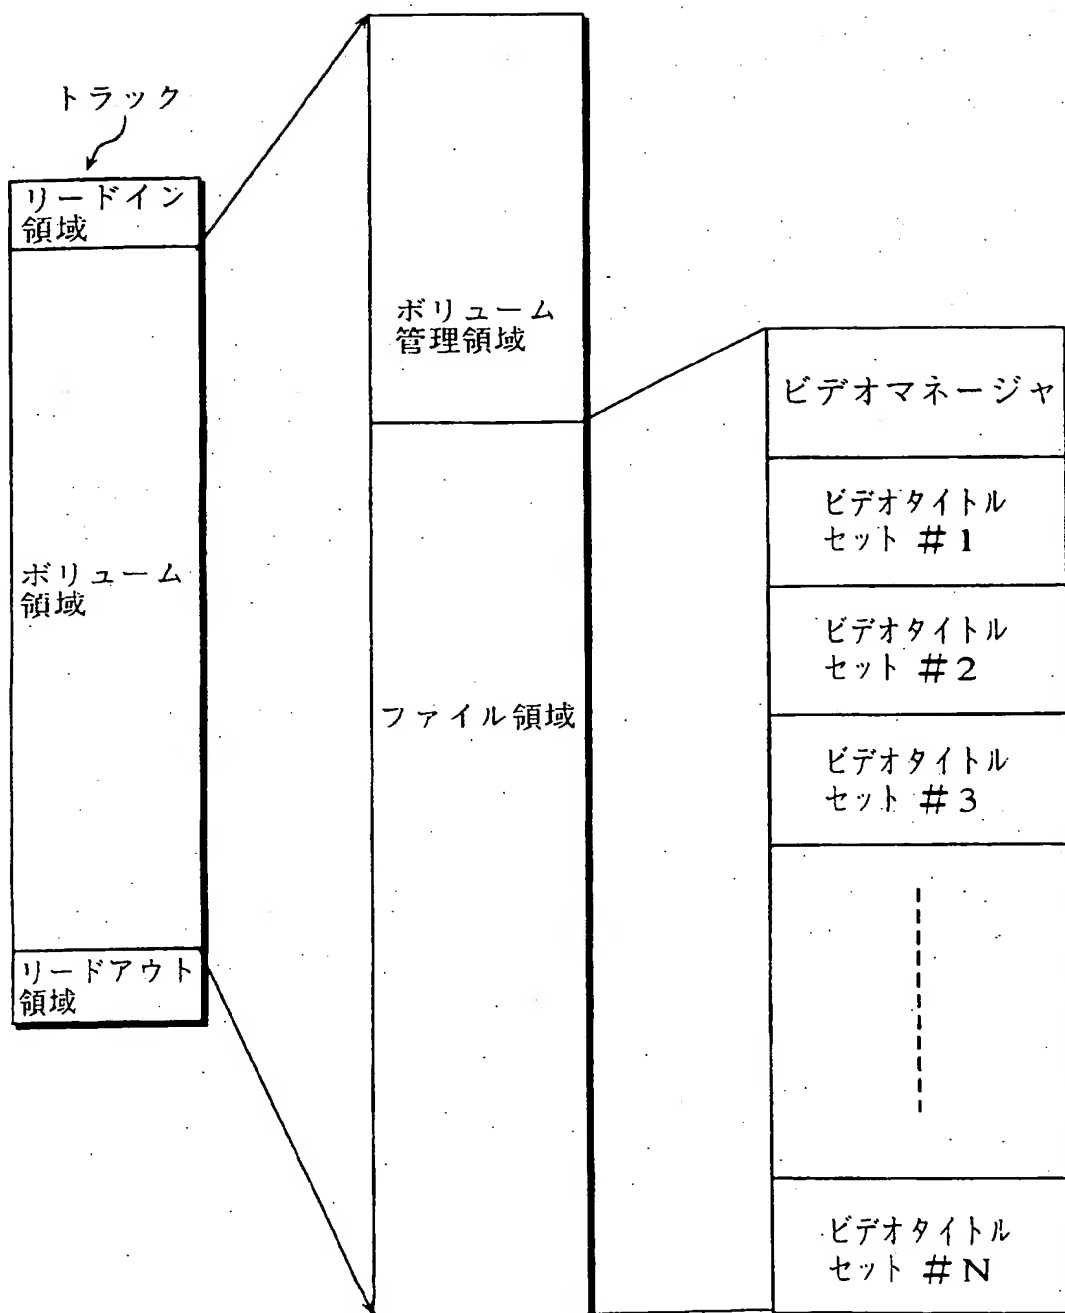 トラック
リードイン
領域
ボリューム
領域
リードアウト
領域
ボリューム
管理領域
ファイル領域
ビデオマネージャ
ビデオタイトル
セット #1
ビデオタイトル
セット #2
ビデオタイトル
セット #3
ビデオタイトル
セット #N